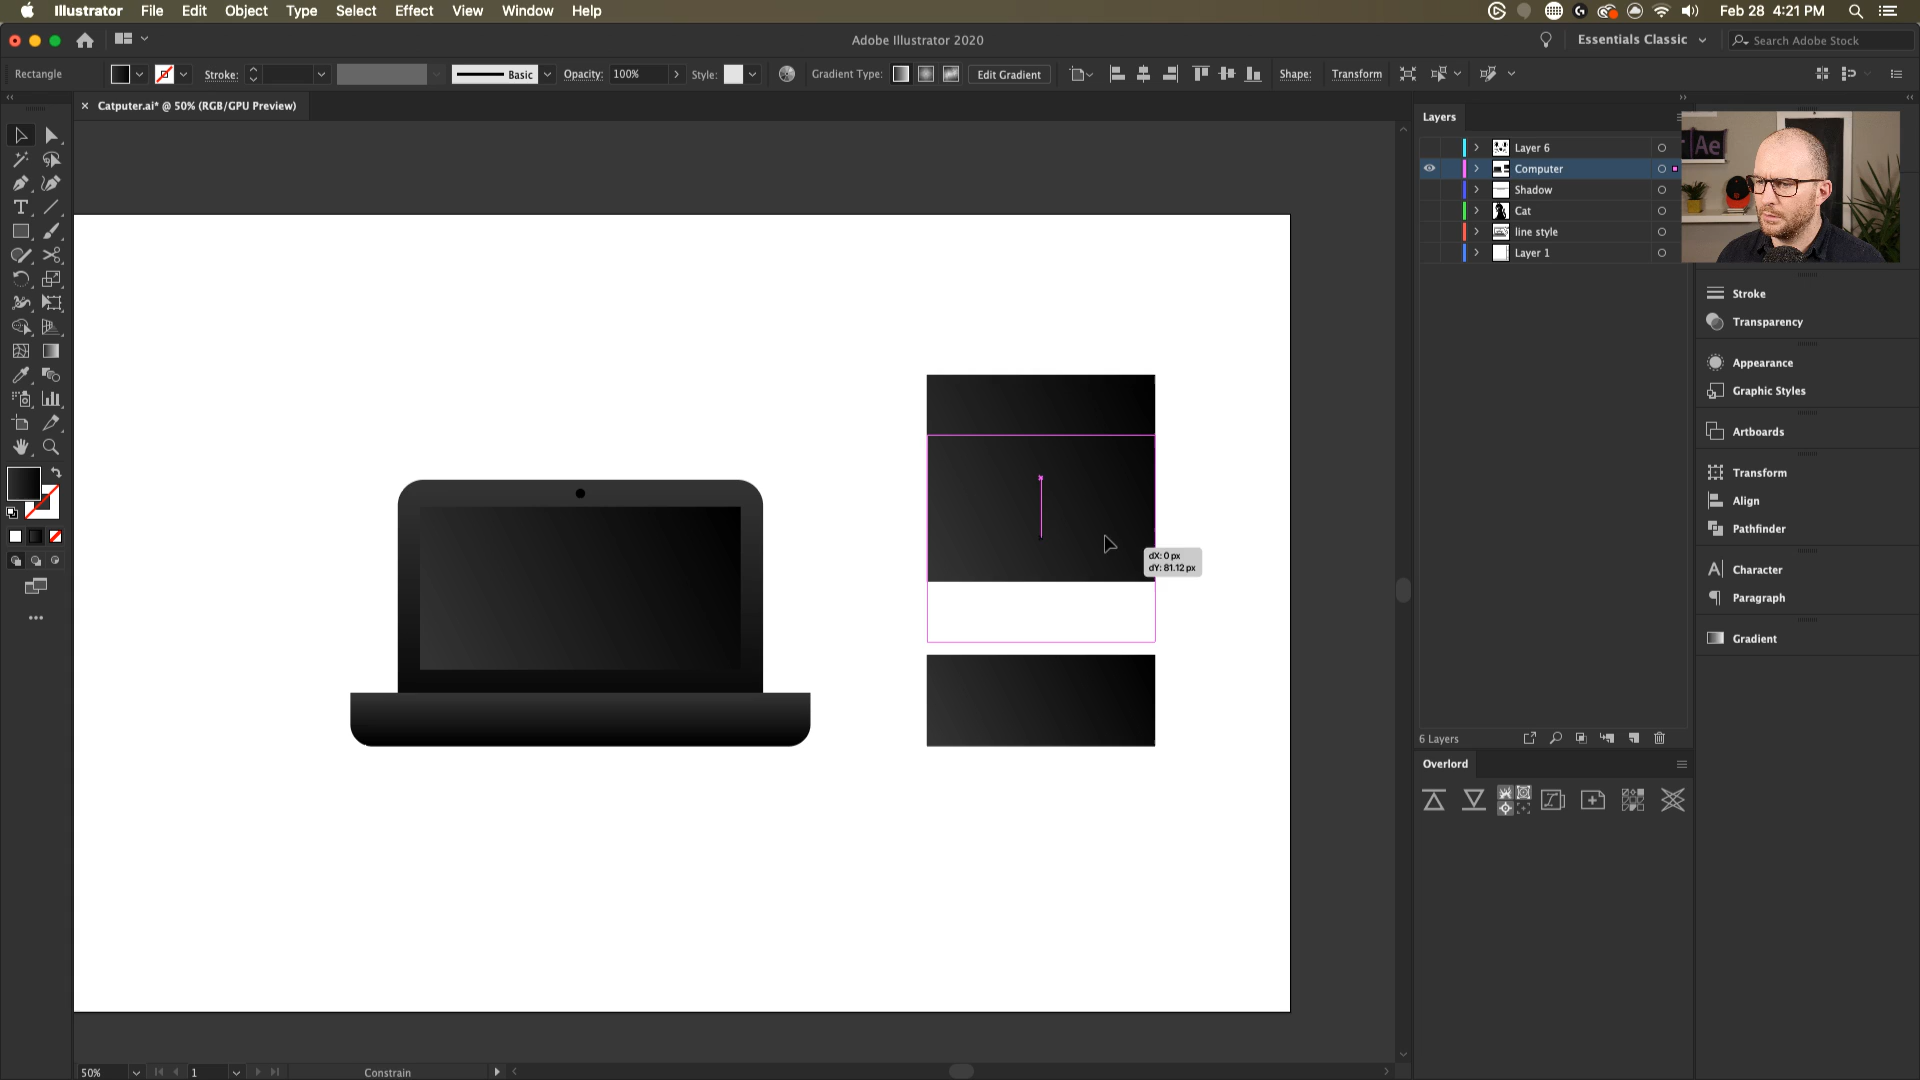 Illustrator File Edit Object Type Select Effect View Window Help
Feb 28 4:21 PM
Adobe Illustrator 2020
Essentials Classic
Search Adobe Stock
Rectangle
Stroke:
Basic
Opacity: 100%
Style:
Gradient Type:
Edit Gradient
Shape:
Transform
× Catputer.ai* @ 50% (RGB/GPU Preview)
Layers
Layer 6
Computer
Shadow
Cat
line style
Layer 1
Ae
Stroke
Transparency
Appearance
Graphic Styles
Artboards
Transform
Align
Pathfinder
Character
Paragraph
Gradient
dX: 0 px
dY: 81.12 px
6 Layers
Overlord
50%
1
Constrain